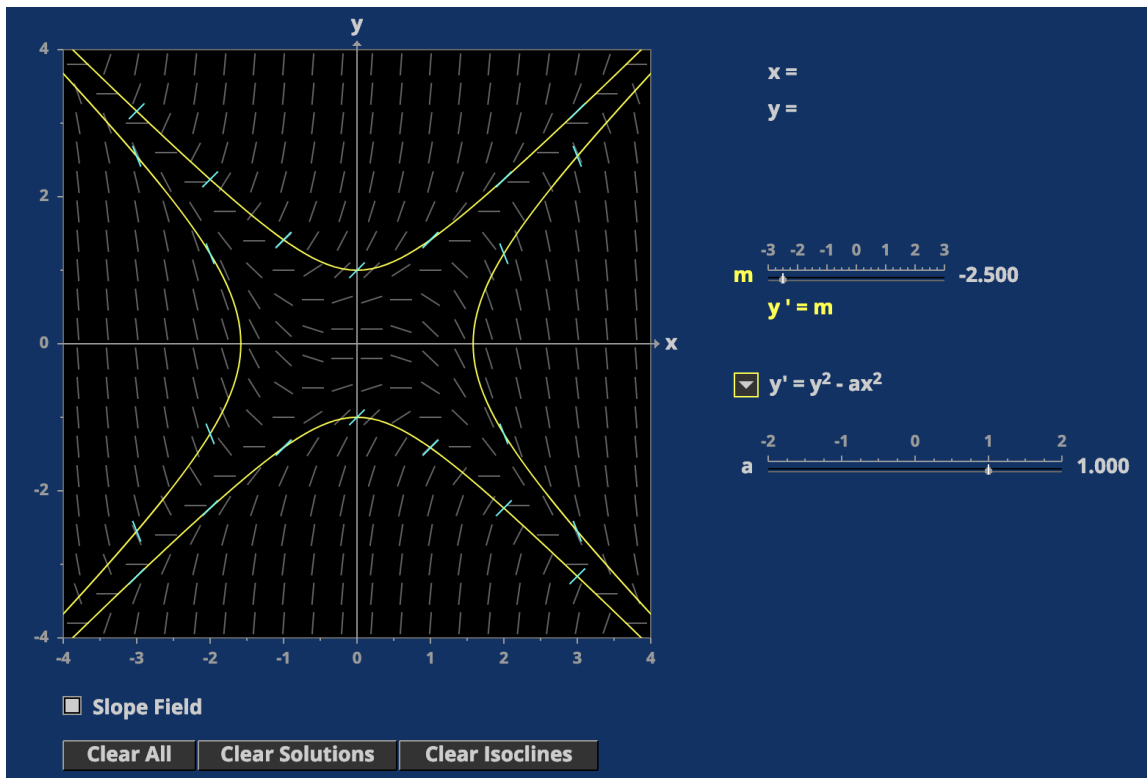 y
4
2
0
-2
-4
x
-4 -3 -2 -1 0 1 2 3 4
Slope Field
Clear All Clear Solutions Clear Isoclines
x =
y =
-3 -2 -1 0 1 2 3
m -2.500
y ' = m
y' = y² - ax²
-2 -1 0 1 2
a 1.000